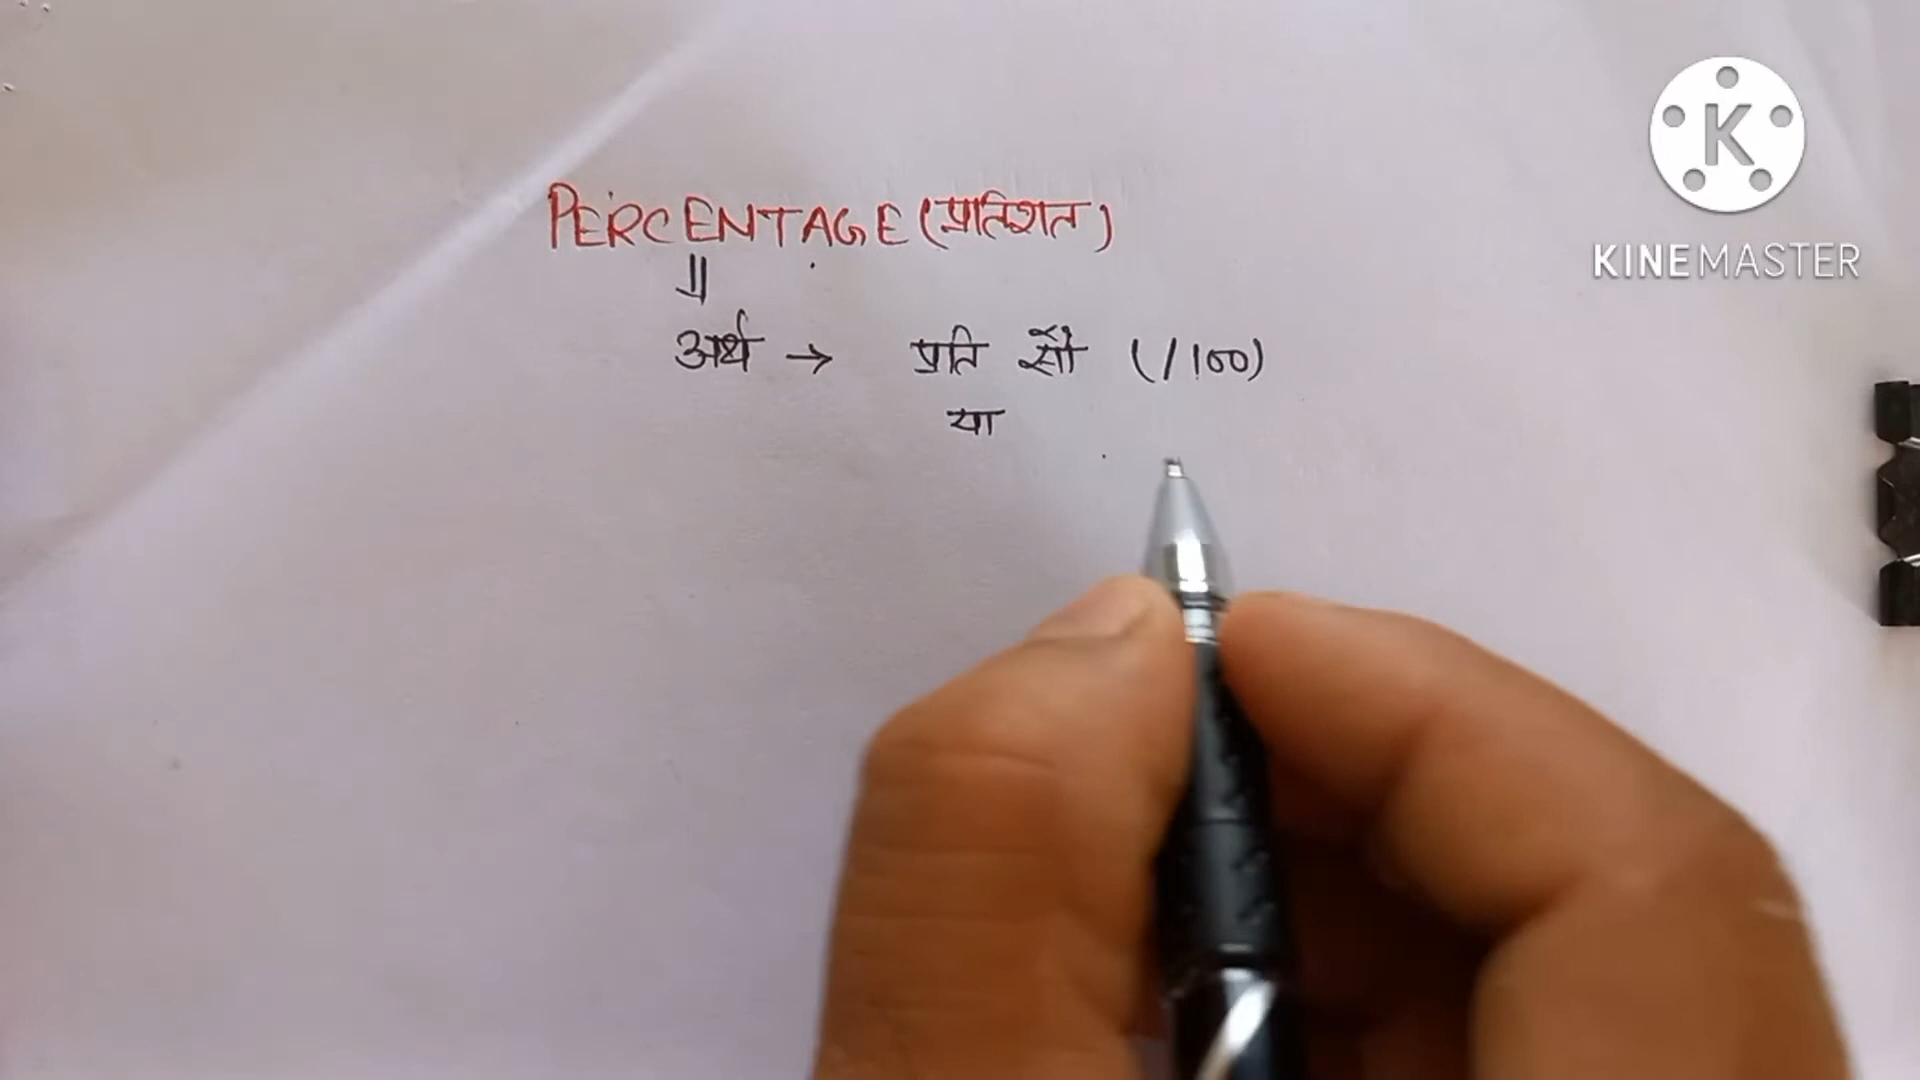 PERCENTAGE (प्रतिशत)
अर्थ → प्रति सौ (/100)
या
K
KINEMASTER